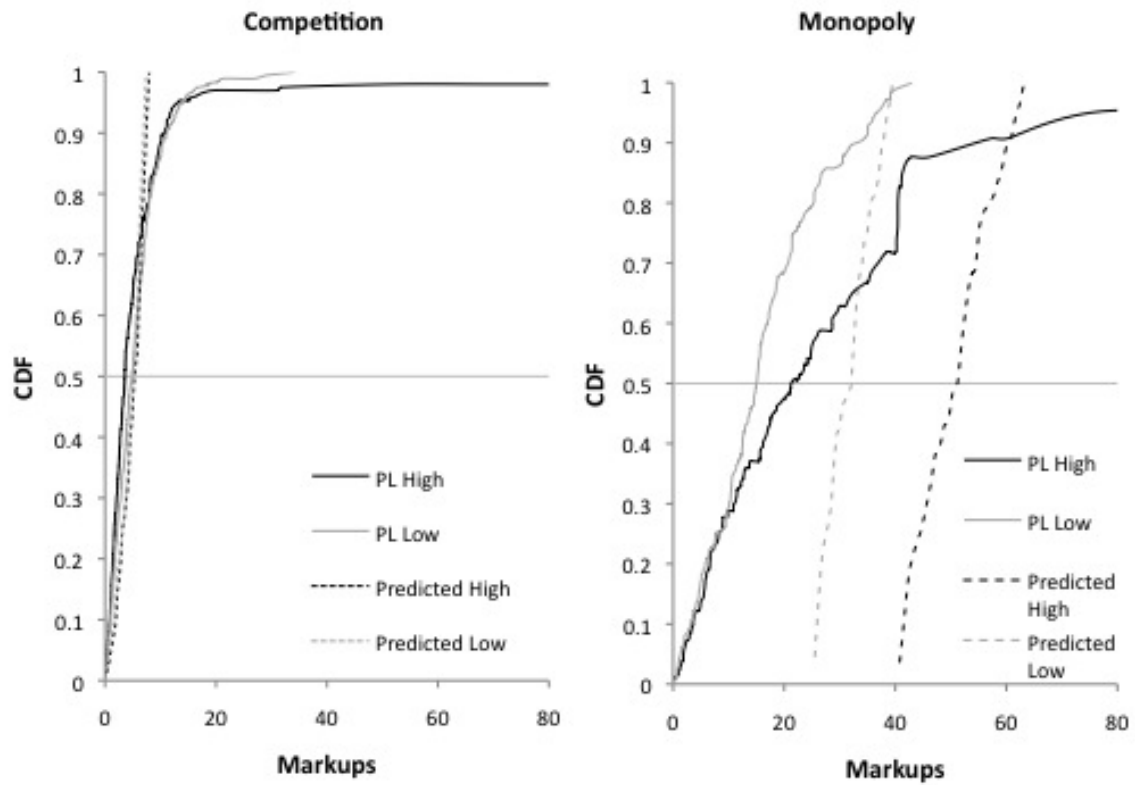 Competition
CDF
1
0.9
0.8
0.7
0.6
0.5
0.4
0.3
0.2
0.1
0
0
20
40
60
80
Markups
PL High
PL Low
Predicted High
Predicted Low
Monopoly
CDF
1
0.9
0.8
0.7
0.6
0.5
0.4
0.3
0.2
0.1
0
0
20
40
60
80
Markups
PL High
PL Low
Predicted
High
Predicted
Low